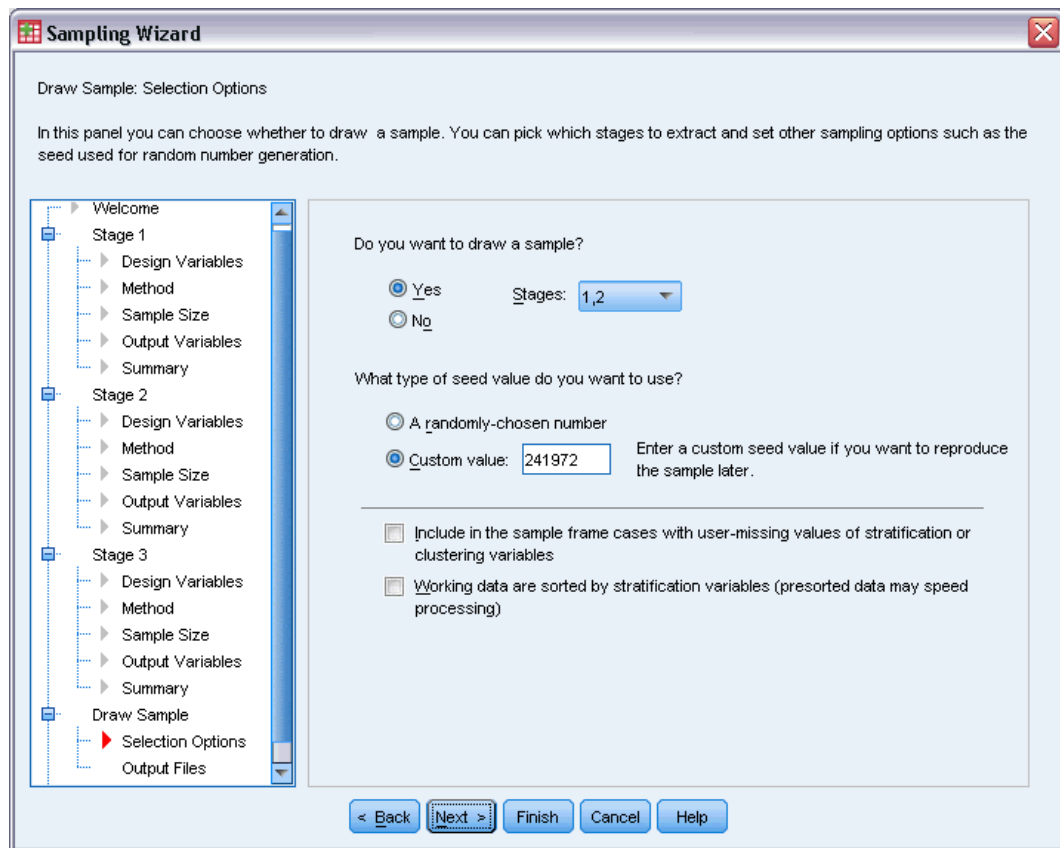 Sampling Wizard
Draw Sample: Selection Options
In this panel you can choose whether to draw a sample. You can pick which stages to extract and set other sampling options such as the
seed used for random number generation.
Welcome
Stage 1
Design Variables
Method
Sample Size
Output Variables
Summary
Stage 2
Design Variables
Method
Sample Size
Output Variables
Summary
Stage 3
Design Variables
Method
Sample Size
Output Variables
Summary
Draw Sample
Selection Options
Output Files
Do you want to draw a sample?
Yes
Stages: 1,2
No
What type of seed value do you want to use?
A randomly-chosen number
Custom value: 241972
Enter a custom seed value if you want to reproduce
the sample later.
Include in the sample frame cases with user-missing values of stratification or
clustering variables
Working data are sorted by stratification variables (presorted data may speed
processing)
< Back Next > Finish Cancel Help